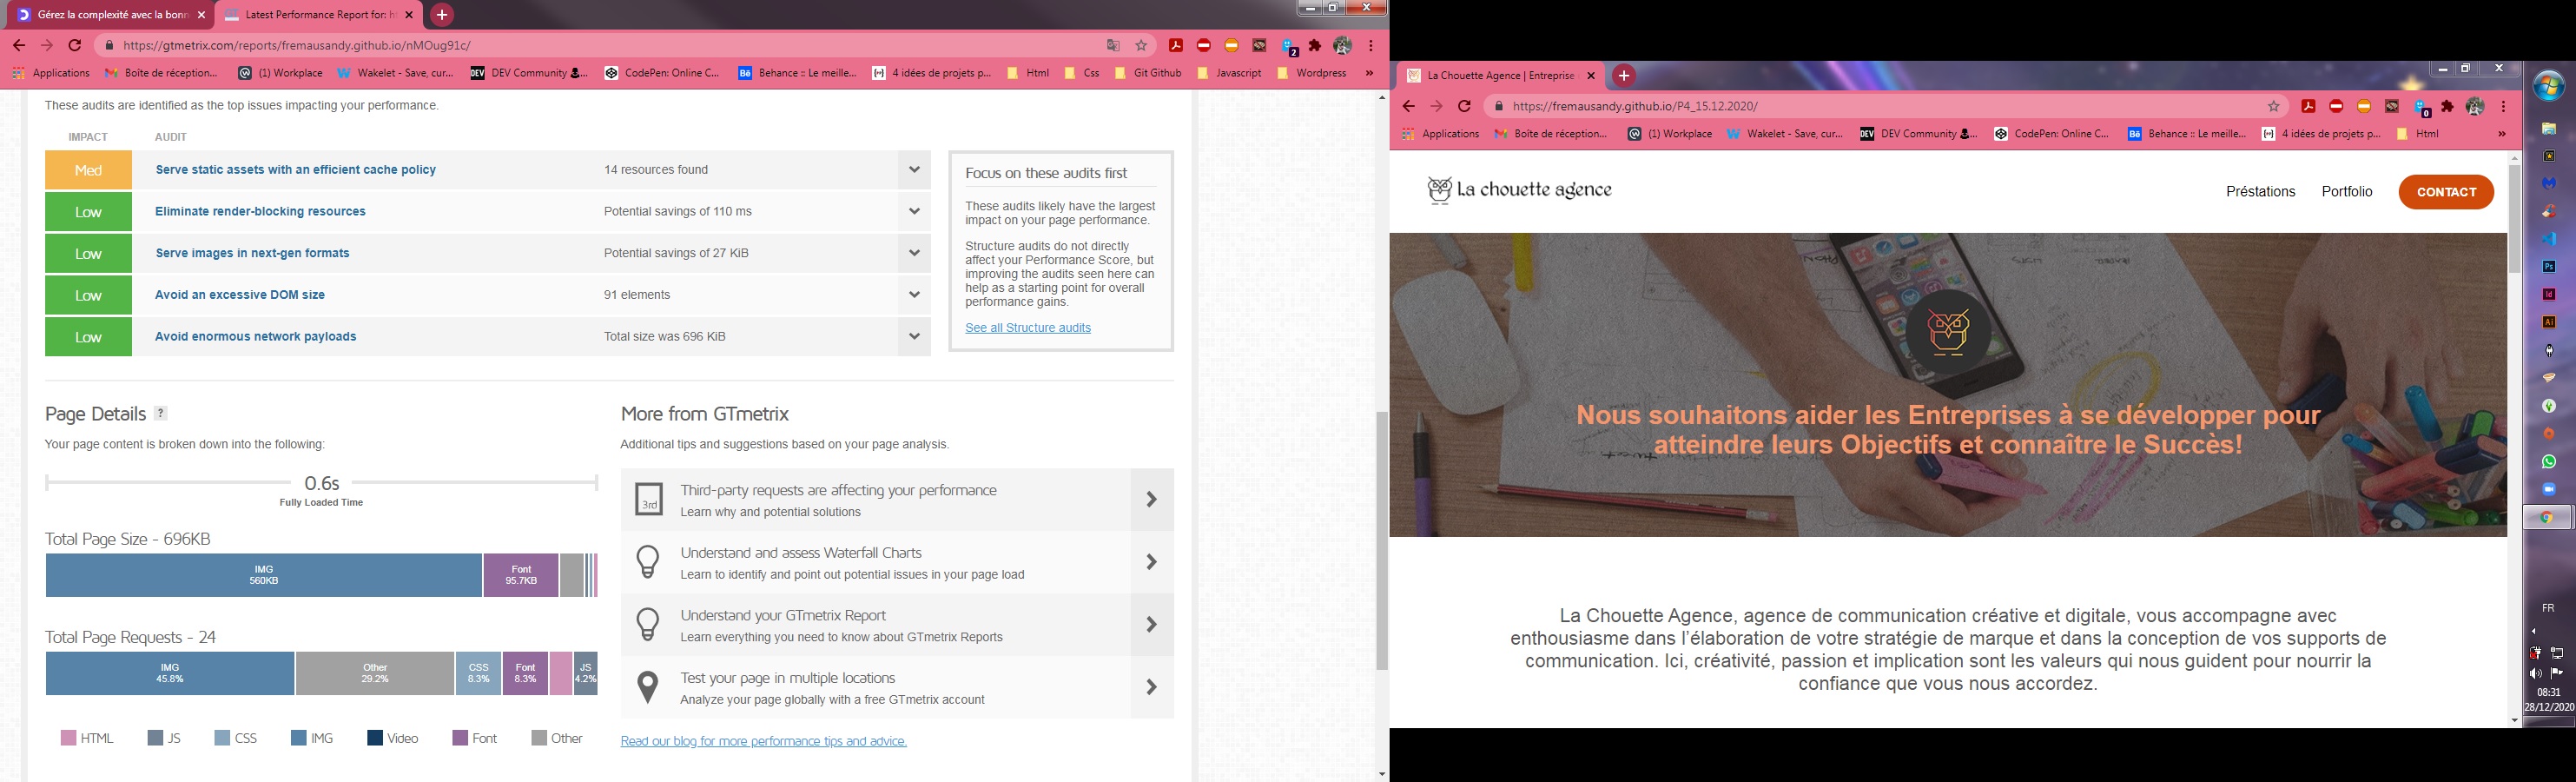 Gérez la complexité avec la bonn
Latest Performance Report for: h
https://gtmetrix.com/reports/fremausandy.github.io/nMOug91c/
2
Applications
Boîte de réception...
(1) Workplace
Wakelet - Save, cur...
DEV
DEV Community
CodePen: Online C...
Bē
Behance :: Le meille...
4 idées de projets p...
Html
Css
Git Github
Javascript
Wordpress
»
These audits are identified as the top issues impacting your performance.
IMPACT
AUDIT
Med
Serve static assets with an efficient cache policy
14 resources found
Low
Eliminate render-blocking resources
Potential savings of 110 ms
Low
Serve images in next-gen formats
Potential savings of 27 KiB
Low
Avoid an excessive DOM size
91 elements
Low
Avoid enormous network payloads
Total size was 696 KiB
Focus on these audits first
These audits likely have the largest
impact on your page performance.
Structure audits do not directly
affect your Performance Score, but
improving the audits seen here can
help as a starting point for overall
performance gains.
See all Structure audits
Page Details ?
Your page content is broken down into the following:
0.6s
Fully Loaded Time
Total Page Size - 696KB
IMG
560KB
Font
95.7KB
Total Page Requests - 24
IMG
45.8%
Other
29.2%
CSS
8.3%
Font
8.3%
JS
4.2%
HTML
JS
CSS
IMG
Video
Font
Other
More from GTmetrix
Additional tips and suggestions based on your page analysis.
3rd
Third-party requests are affecting your performance
Learn why and potential solutions
Understand and assess Waterfall Charts
Learn to identify and point out potential issues in your page load
Understand your GTmetrix Report
Learn everything you need to know about GTmetrix Reports
Test your page in multiple locations
Analyze your page globally with a free GTmetrix account
Read our blog for more performance tips and advice.
La Chouette Agence | Entreprise
https://fremausandy.github.io/P4_15.12.2020/
0
Applications
Boîte de réception...
(1) Workplace
Wakelet - Save, cur...
DEV
DEV Community
CodePen: Online C...
Bē
Behance :: Le meille...
4 idées de projets p...
Html
»
La chouette agence
Préstations
Portfolio
CONTACT
Nous souhaitons aider les Entreprises à se développer pour
atteindre leurs Objectifs et connaître le Succès!
La Chouette Agence, agence de communication créative et digitale, vous accompagne avec
enthousiasme dans l’élaboration de votre stratégie de marque et dans la conception de vos supports de
communication. Ici, créativité, passion et implication sont les valeurs qui nous guident pour nourrir la
confiance que vous nous accordez.
Ps
Id
Ai
FR
08:31
28/12/2020